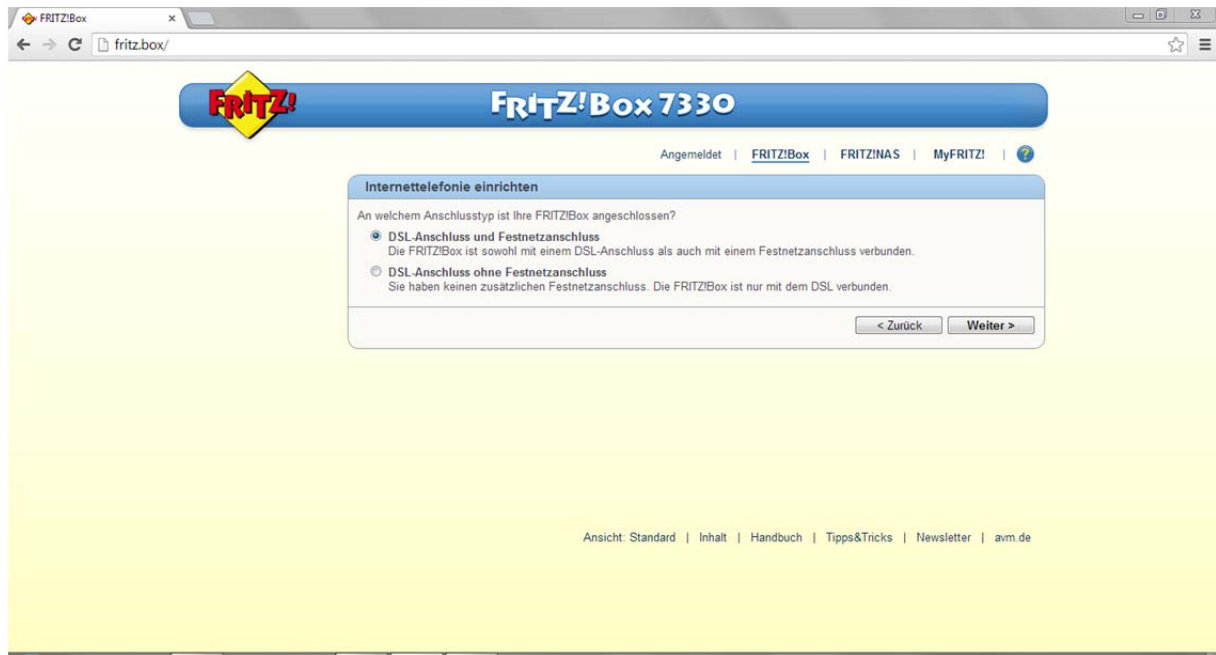 FRITZ!Box
fritz.box/
FRITZ!
FRITZ!Box 7330
Angemeldet | FRITZ!Box | FRITZ!NAS | MyFRITZ! | ?
Internettelefonie einrichten
An welchem Anschlusstyp ist Ihre FRITZ!Box angeschlossen?
DSL-Anschluss und Festnetzanschluss
Die FRITZ!Box ist sowohl mit einem DSL-Anschluss als auch mit einem Festnetzanschluss verbunden.
DSL-Anschluss ohne Festnetzanschluss
Sie haben keinen zusätzlichen Festnetzanschluss. Die FRITZ!Box ist nur mit dem DSL verbunden.
< Zurück Weiter >
Ansicht: Standard | Inhalt | Handbuch | Tipps&Tricks | Newsletter | avm.de